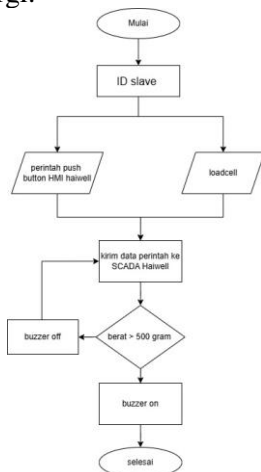 Mulai
ID slave
perintah push
button HMI haiwell
loadcell
kirim data perintah ke
SCADA Haiwell
buzzer off
berat > 500 gram
buzzer on
selesai